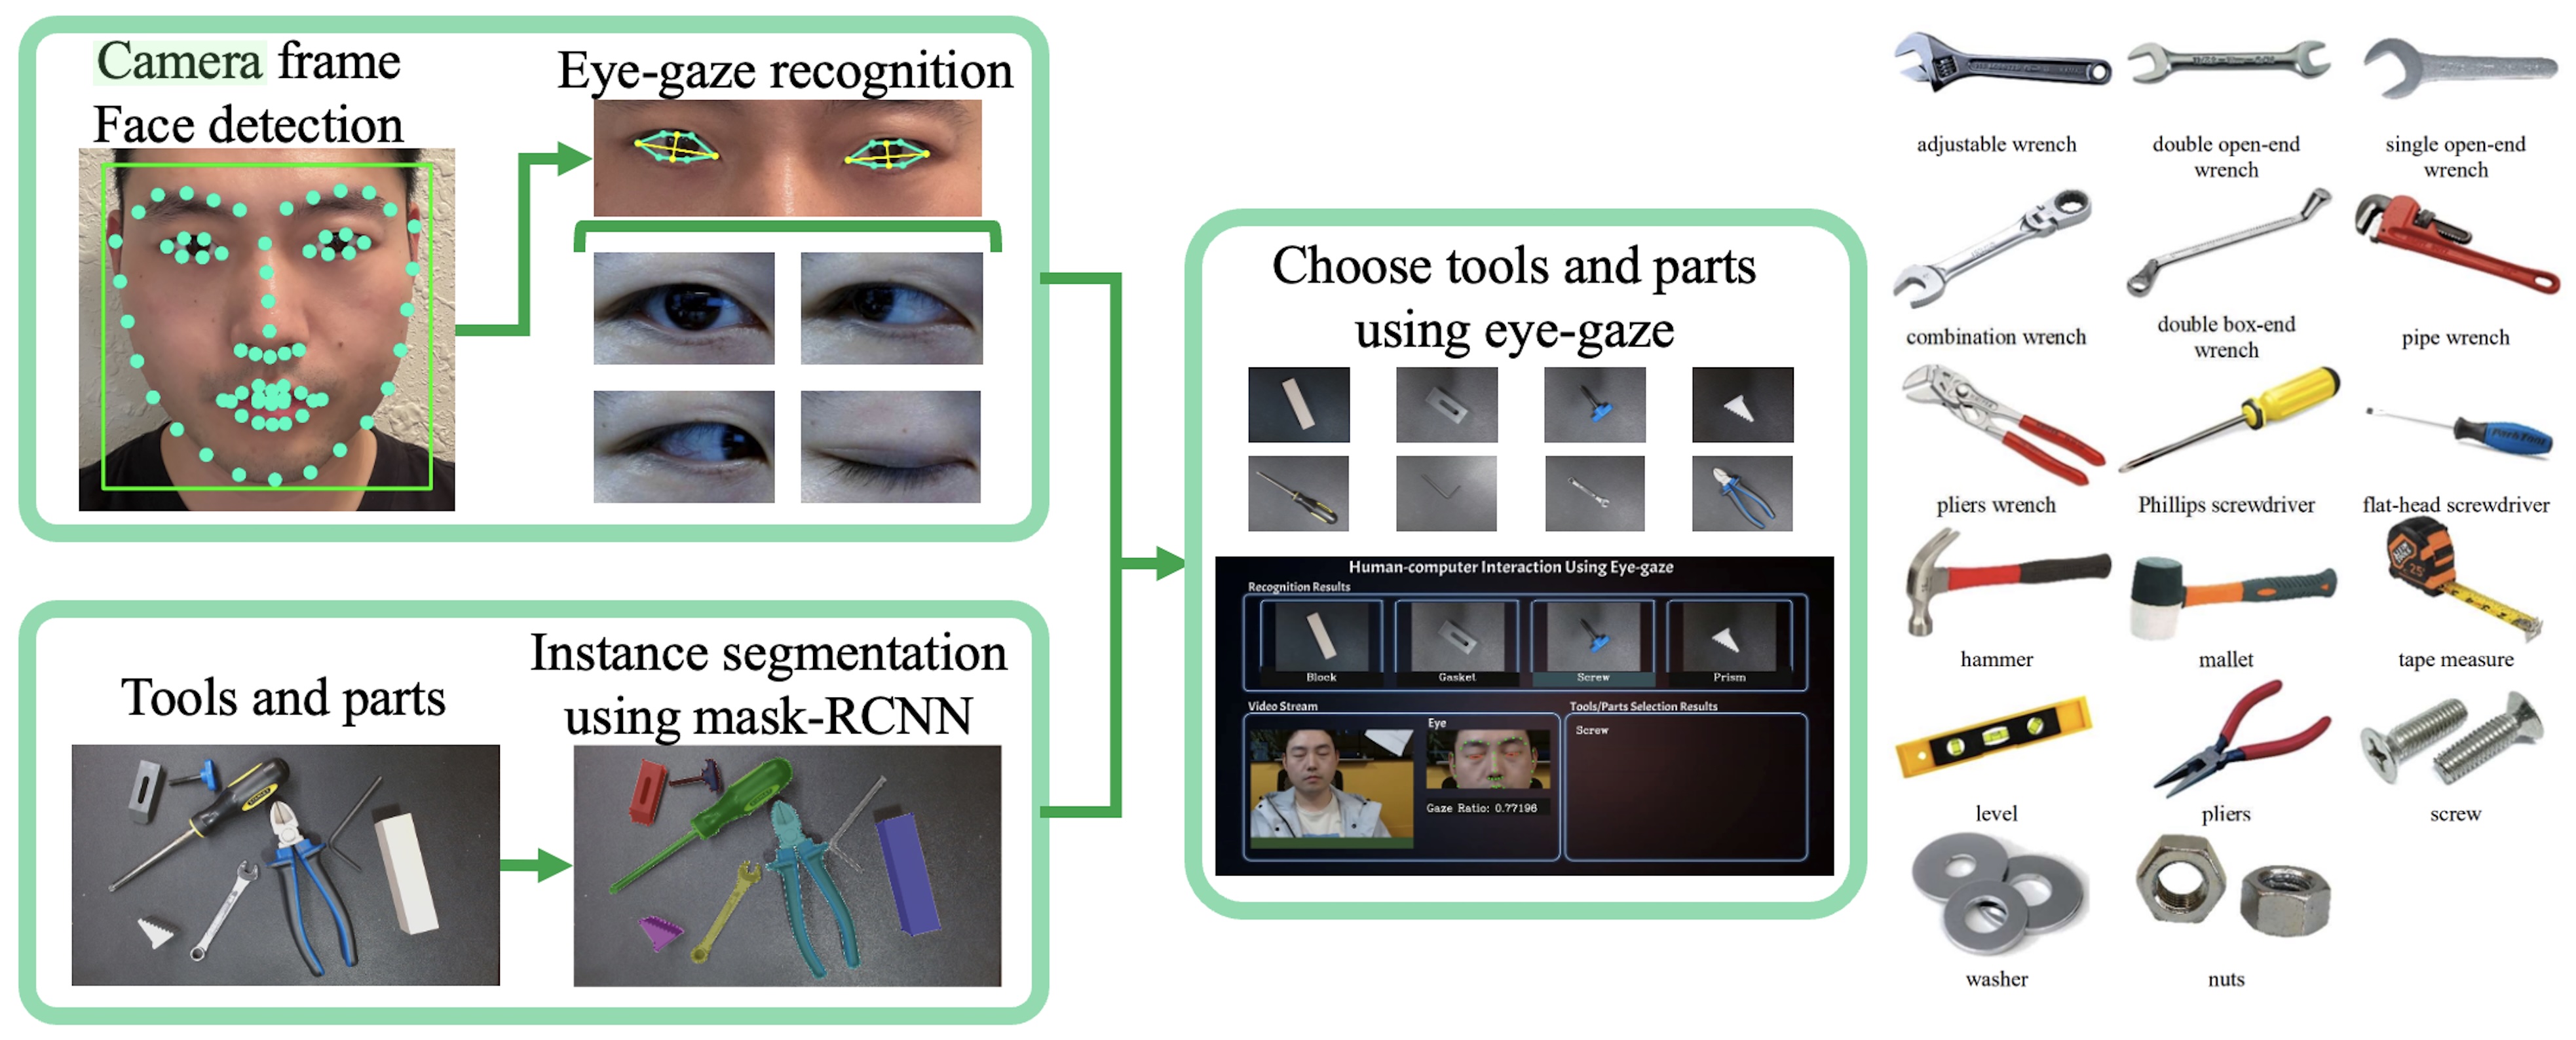 Camera frame
Face detection
Eye-gaze recognition
Tools and parts
Instance segmentation
using mask-RCNN
Choose tools and parts
using eye-gaze
Human-computer Interaction Using Eye-gaze
Recognition Results
Block
Gasket
Screw
Prism
Video Stream
Eye
Gaze Ratio: 0.77196
Tools/Parts Selection Results
Screw
adjustable wrench
double open-end
wrench
single open-end
wrench
combination wrench
double box-end
wrench
pipe wrench
pliers wrench
Phillips screwdriver
ParkTool
flat-head screwdriver
hammer
mallet
25'
tape measure
level
pliers
screw
washer
nuts